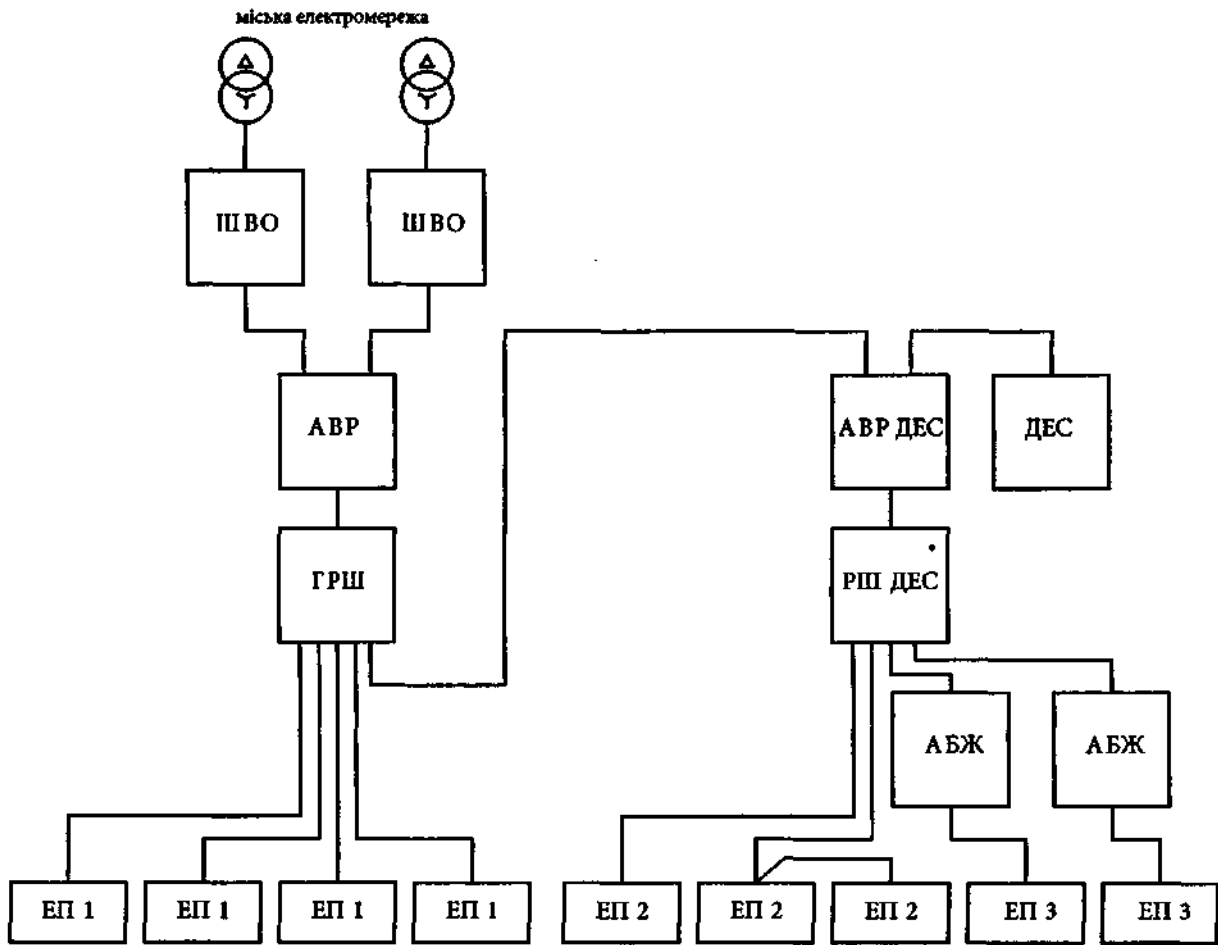 міська електромережа
Δ Δ
Y Y
ШВО ШВО
АВР АВР ДЕС ДЕС
ГРШ РШ ДЕС
АБЖ АБЖ
ЕП 1 ЕП 1 ЕП 1 ЕП 1 ЕП 2 ЕП 2 ЕП 2 ЕП 3 ЕП 3